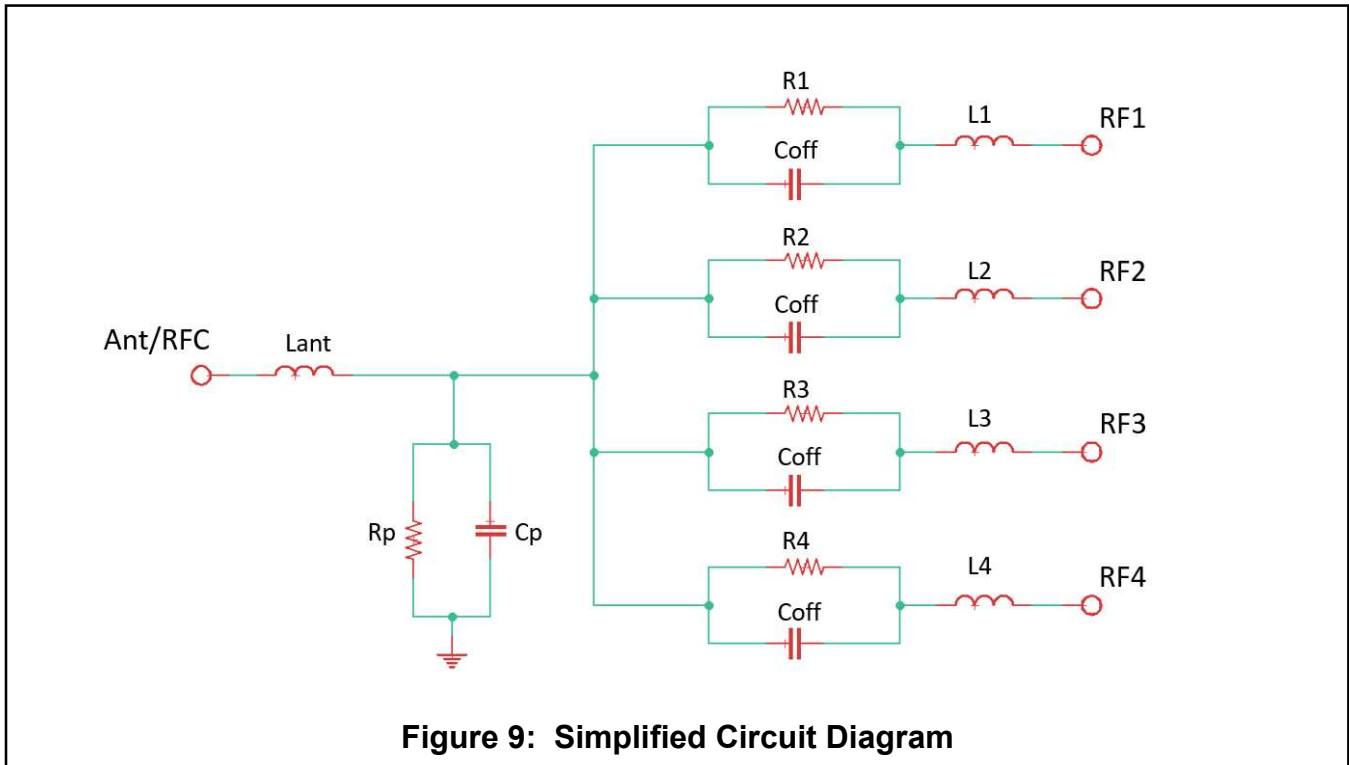 R1
L1
RF1
Coff
R2
L2
RF2
Coff
Ant/RFC
Lant
R3
L3
RF3
Coff
Rp
Cp
R4
L4
RF4
Coff
Figure 9: Simplified Circuit Diagram